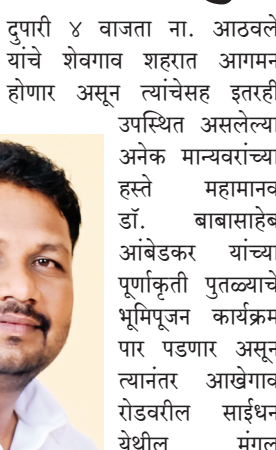 दुपारी ४ वाजता ना. आठवले
यांचे शेवगाव शहरात आगमन
होणार असून त्यांचेसह इतरही
उपस्थित असलेल्या
अनेक मान्यवरांच्या
हस्ते महामानव
डॉ. बाबासाहेब
आंबेडकर यांच्या
पूर्णाकृती पुतळ्याचे
भूमिपूजन कार्यक्रम
पार पडणार असून
त्यानंतर आखेगाव
रोडवरील साईधन
येथील मंगल